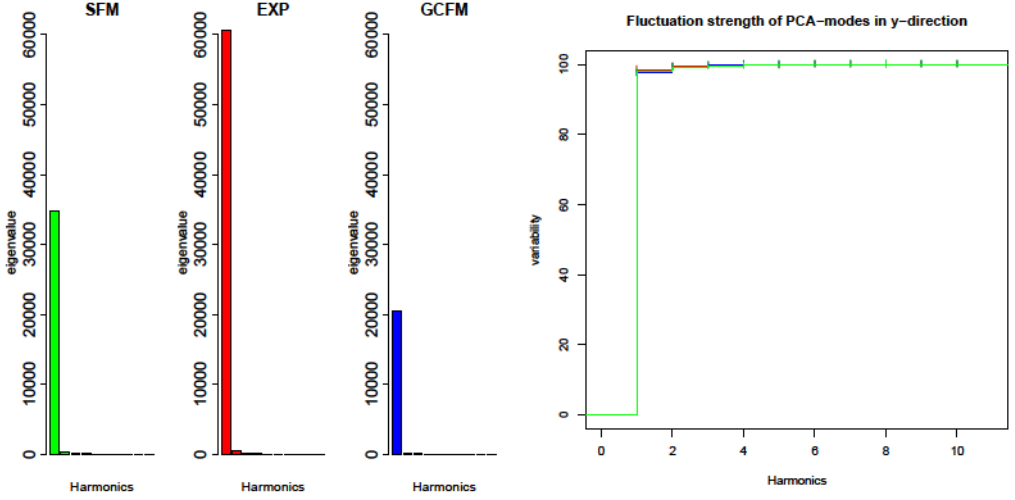 SFM
eigenvalue
0
10000
20000
30000
40000
50000
60000
Harmonics
EXP
eigenvalue
0
10000
20000
30000
40000
50000
60000
Harmonics
GCFM
eigenvalue
0
10000
20000
30000
40000
50000
60000
Harmonics
Fluctuation strength of PCA−modes in y−direction
variability
0
20
40
60
80
100
0 2 4 6 8 10
Harmonics